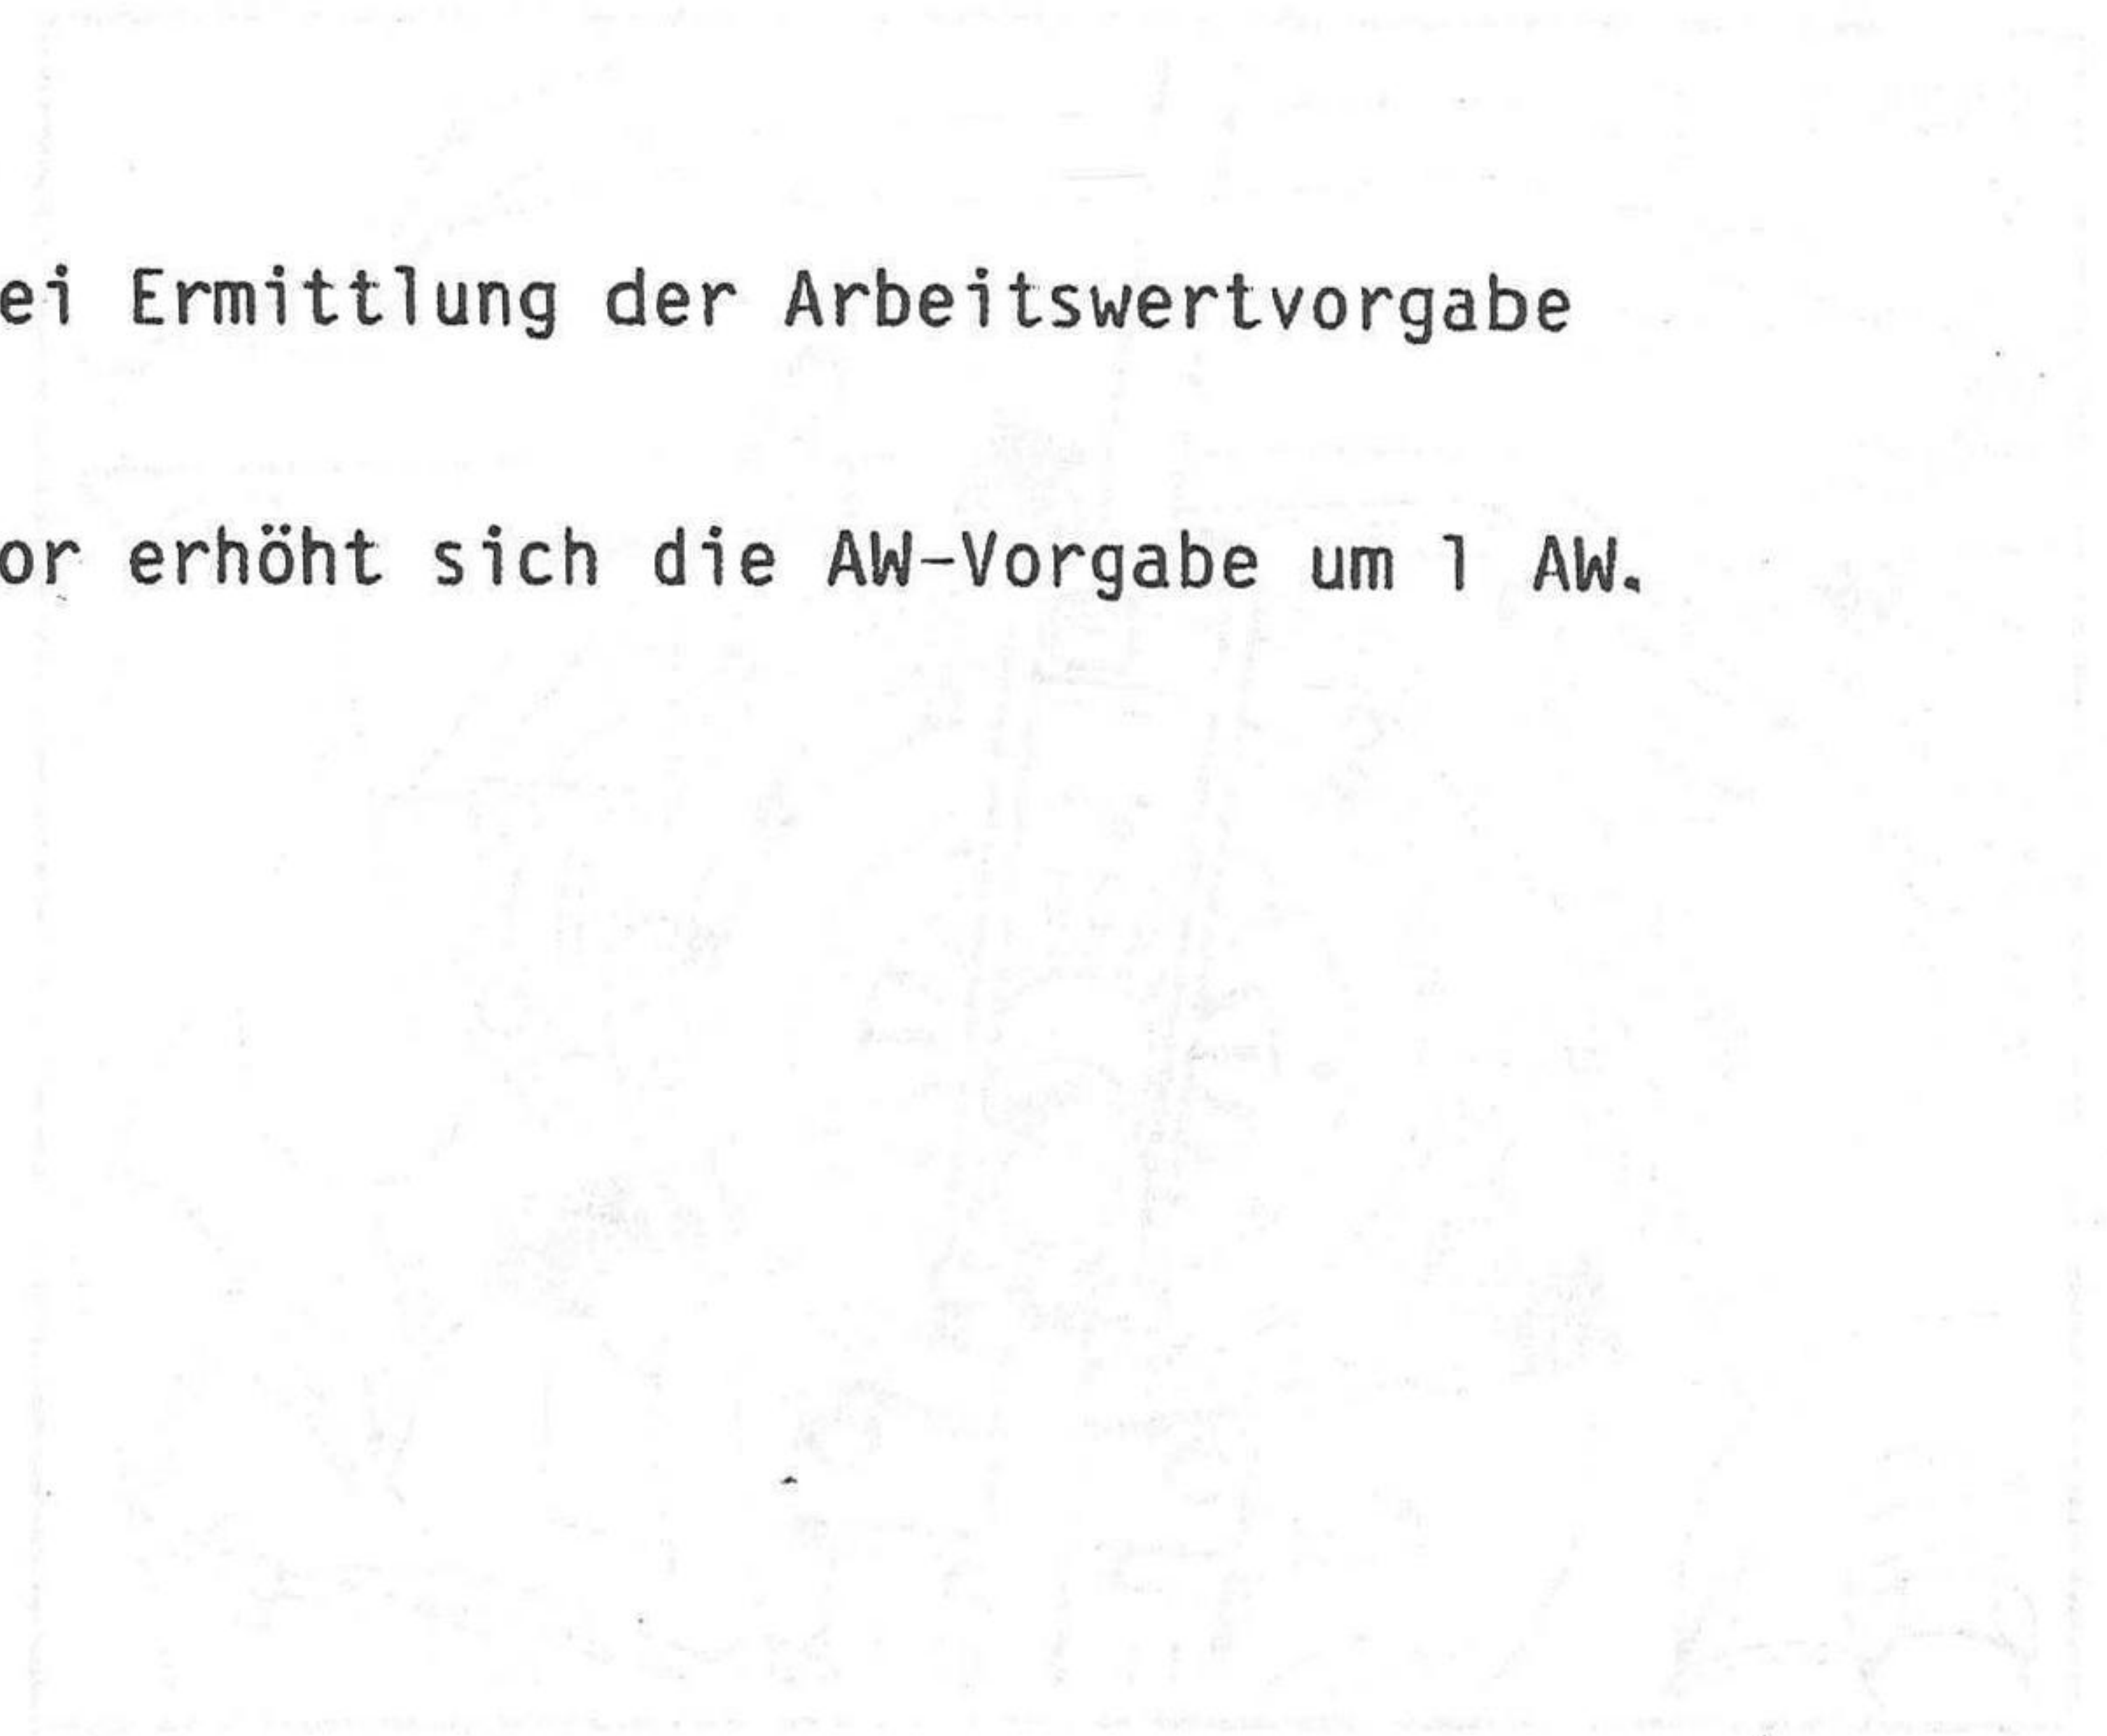 ei Ermittlung der Arbeitswertvorgabe
or erhöht sich die AW-Vorgabe um 1 AW.